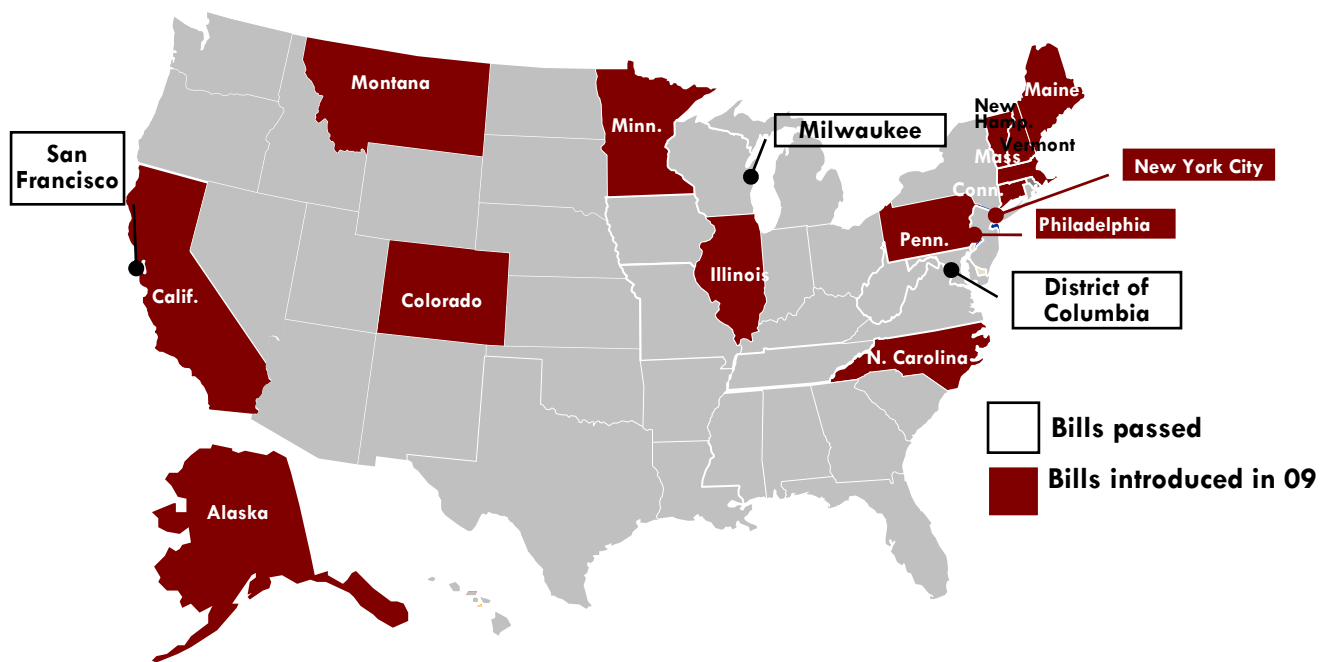 Montana
Minn.
Maine
New
Hamp.
Milwaukee
Vermont
San
Francisco
Mass
New York City
Conn.
Philadelphia
Penn.
Illinois
District of
Columbia
Calif.
Colorado
N. Carolina
Bills passed
Bills introduced in 09
Alaska